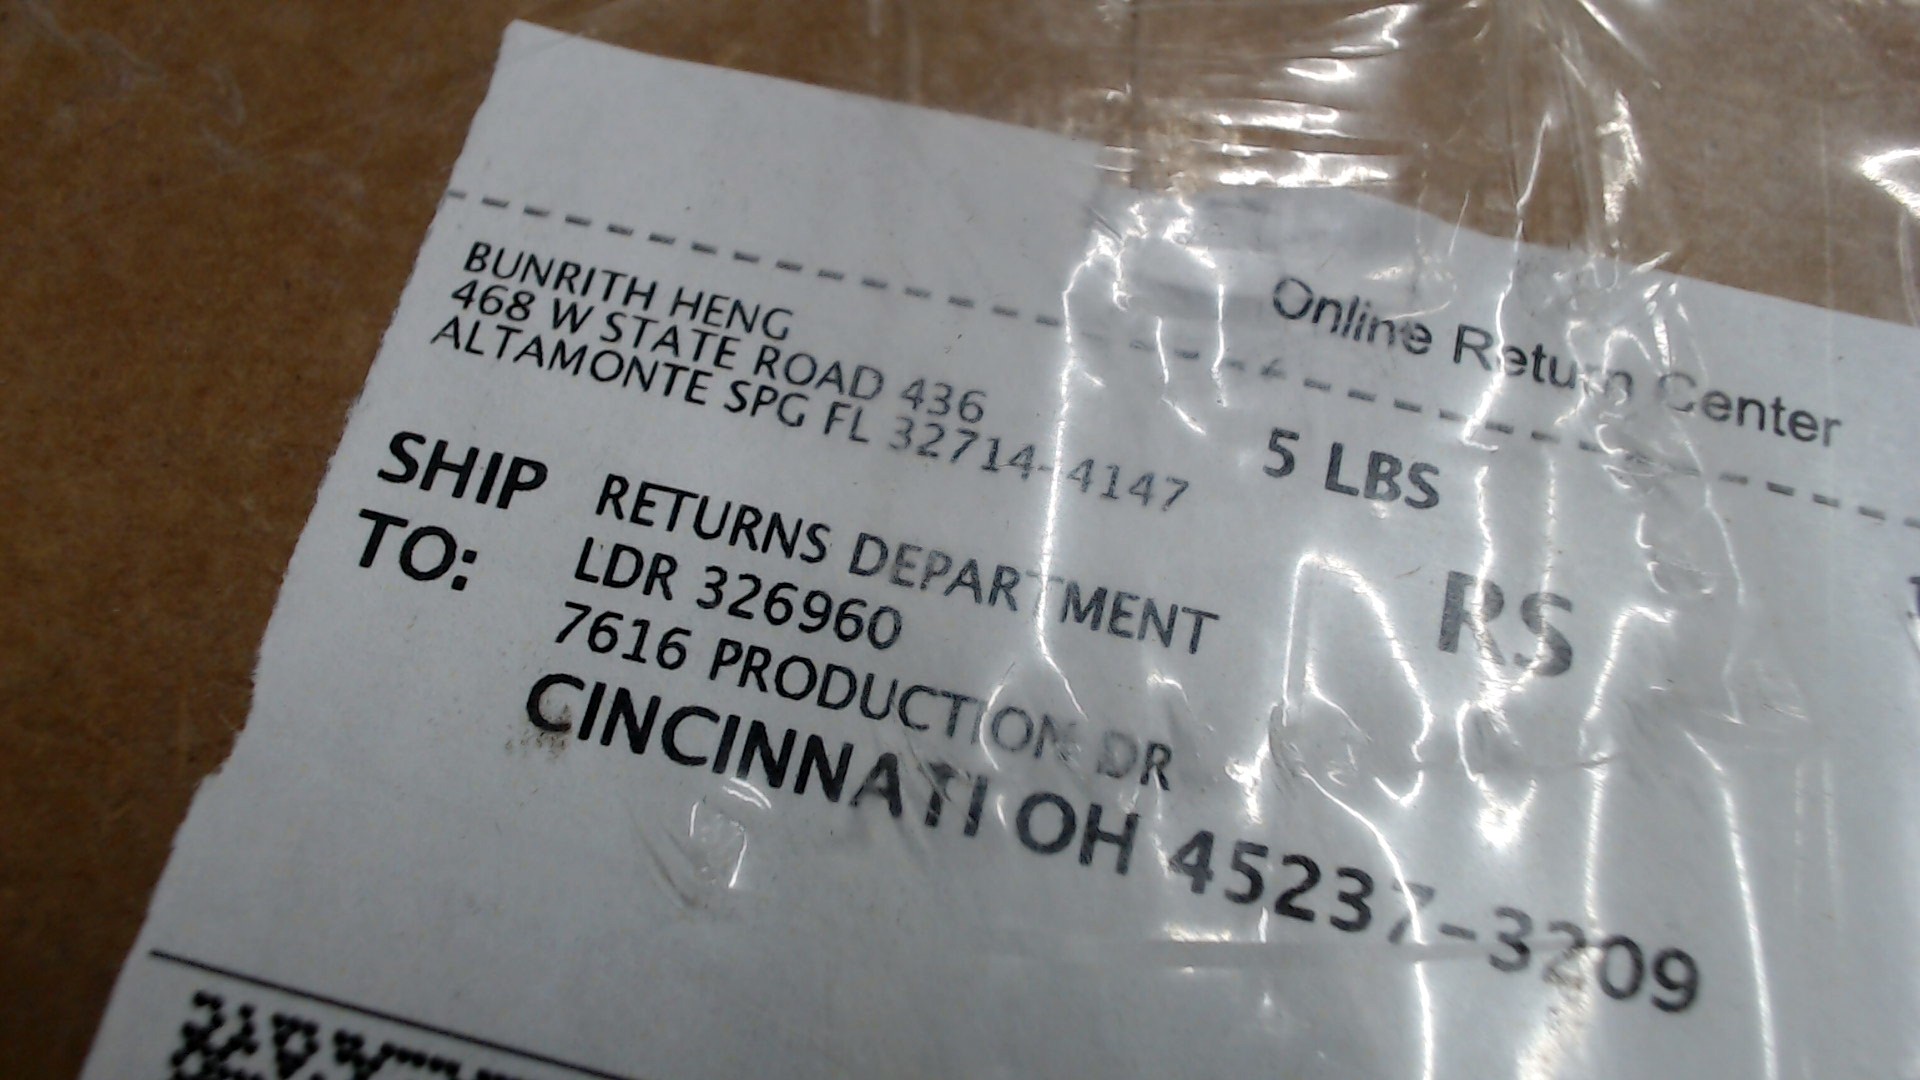 Online Return Center
BUNRITH HENG
468 W STATE ROAD 436
ALTAMONTE SPG FL 32714-4147
5 LBS
RS
SHIP TO:
RETURNS DEPARTMENT
LDR 326960
7616 PRODUCTION DR
CINCINNATI OH 45237-3209